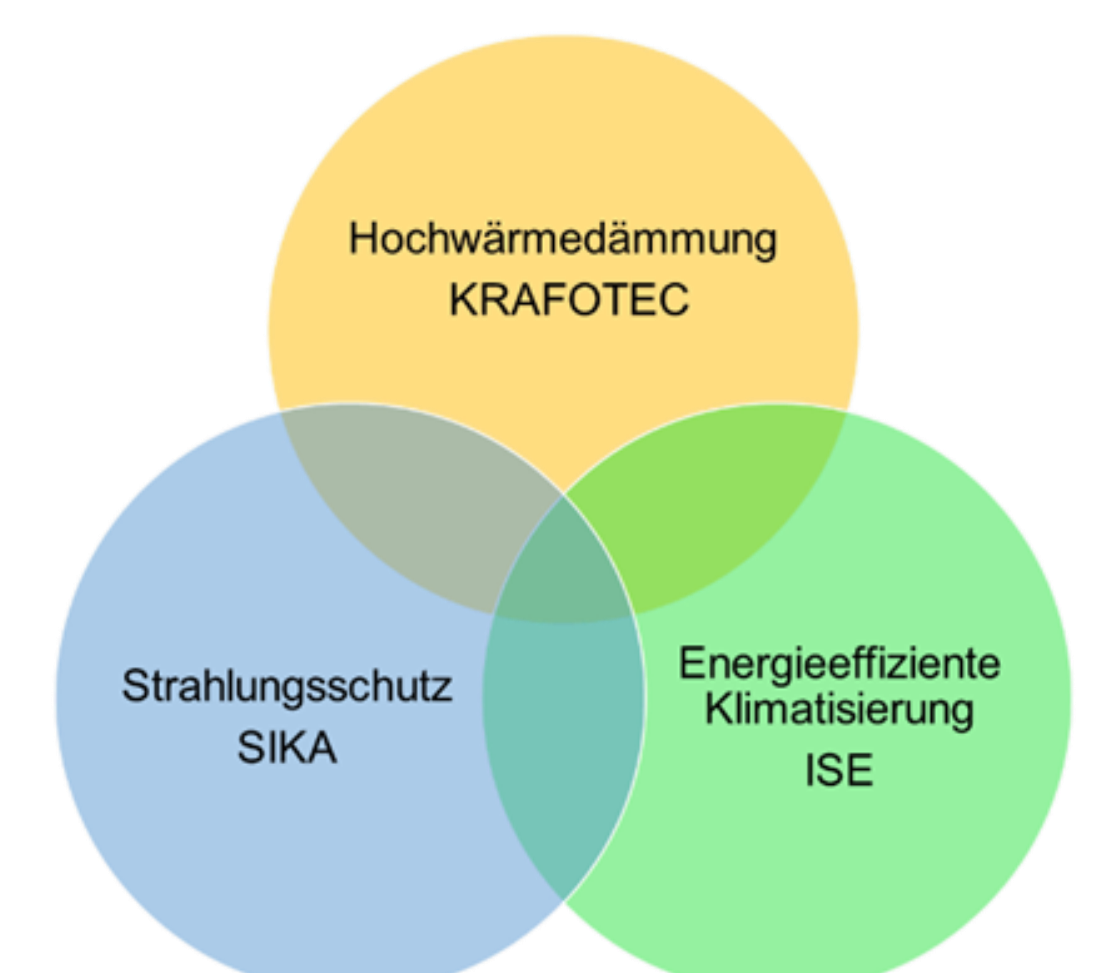 Hochwärmedämmung
KRAFOTEC
Strahlungsschutz
SIKA
Energieeffiziente
Klimatisierung
ISE